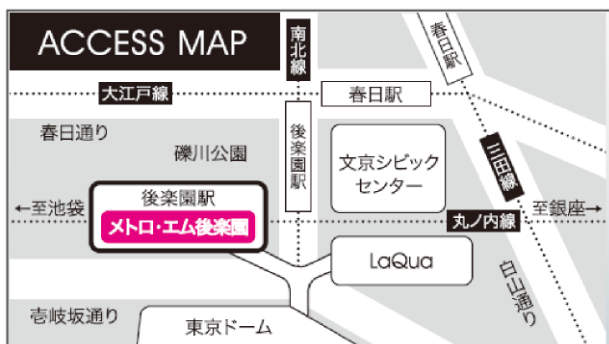 ACCESS MAP
南北線
春日駅
大江戸線
春日駅
春日通り
礫川公園
後楽園駅
文京シビック
センター
三田線
←至池袋
後楽園駅
メトロ・エム後楽園
丸ノ内線
至銀座→
LaQua
白山通り
壱岐坂通り
東京ドーム